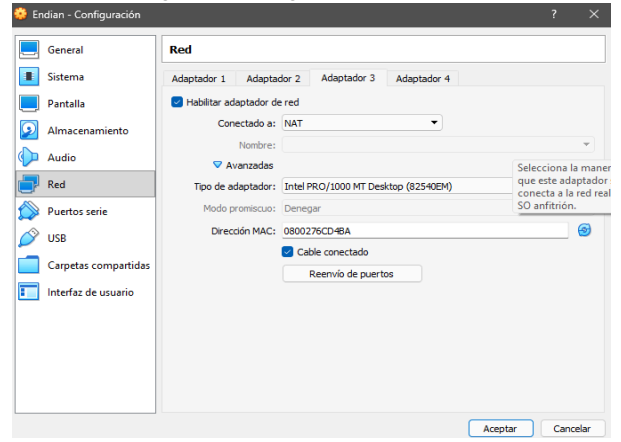 Endian - Configuración
?
×
General
Sistema
Pantalla
Almacenamiento
Audio
Red
Puertos serie
USB
Carpetas compartidas
Interfaz de usuario
Red
Adaptador 1 Adaptador 2 Adaptador 3 Adaptador 4
Habilitar adaptador de red
Conectado a: NAT
Nombre:
Avanzadas
Tipo de adaptador: Intel PRO/1000 MT Desktop (82540EM)
Modo promiscuo: Denegar
Dirección MAC: 0800276CD4BA
Cable conectado
Reenvío de puertos
Selecciona la maner
que este adaptador
conecta a la red real
SO anfitrión.
Aceptar Cancelar